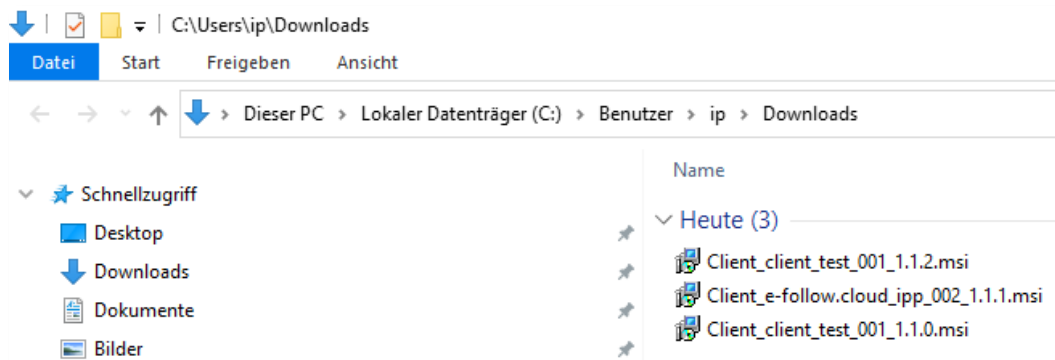 C:\Users\ip\Downloads
Datei Start Freigeben Ansicht
Dieser PC > Lokaler Datenträger (C:) > Benutzer > ip > Downloads
Name
Schnellzugriff
Heute (3)
Desktop
Client_client_test_001_1.1.2.msi
Downloads
Client_e-follow.cloud_ipp_002_1.1.1.msi
Dokumente
Client_client_test_001_1.1.0.msi
Bilder